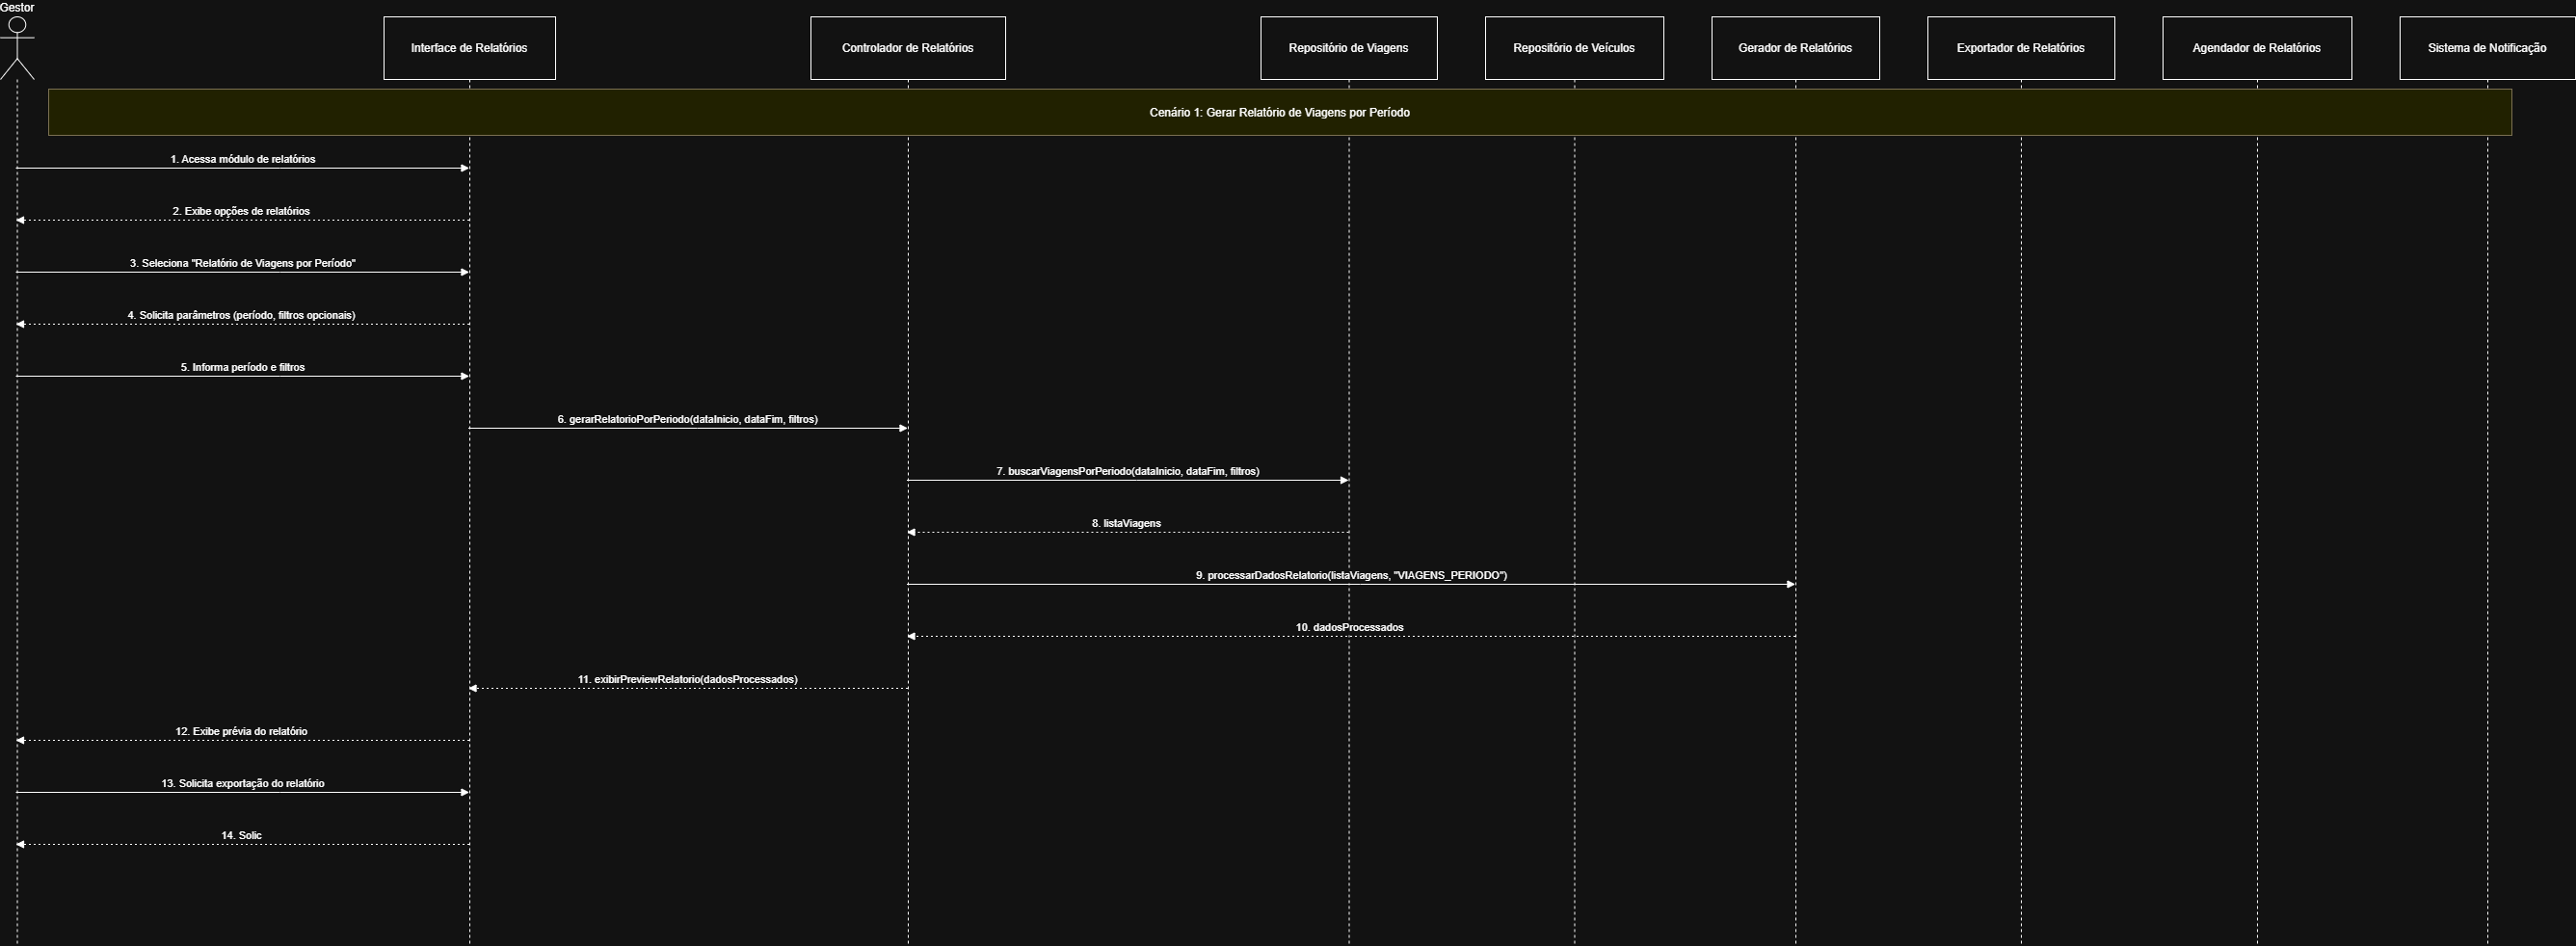 Gestor
Interface de Relatórios
Controlador de Relatórios
Repositório de Viagens
Repositório de Veículos
Gerador de Relatórios
Exportador de Relatórios
Agendador de Relatórios
Sistema de Notificação
Cenário 1: Gerar Relatório de Viagens por Período
1. Acessa módulo de relatórios
2. Exibe opções de relatórios
3. Seleciona "Relatório de Viagens por Período"
4. Solicita parâmetros (período, filtros opcionais)
5. Informa período e filtros
6. gerarRelatorioPorPeriodo(dataInicio, dataFim, filtros)
7. buscarViagensPorPeriodo(dataInicio, dataFim, filtros)
8. listaViagens
9. processarDadosRelatorio(listaViagens, "VIAGENS_PERIODO")
10. dadosProcessados
11. exibirPreviewRelatorio(dadosProcessados)
12. Exibe prévia do relatório
13. Solicita exportação do relatório
14. Solic